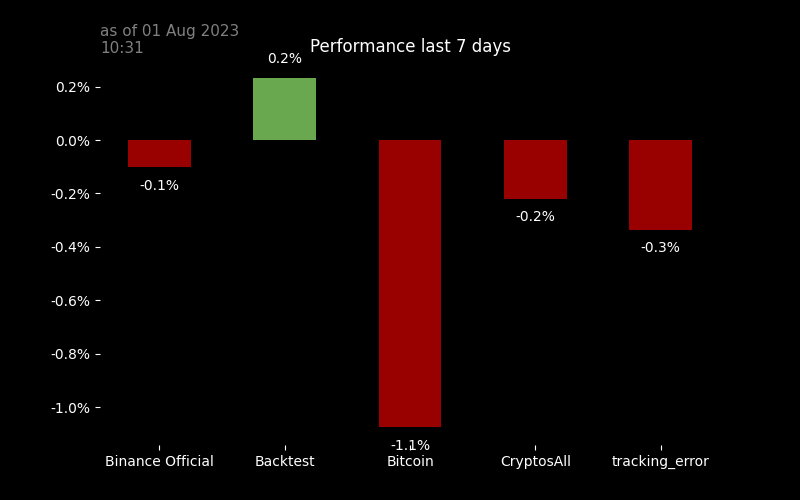 as of 01 Aug 2023
10:31
Performance last 7 days
0.2%
0.2%
0.0%
-0.1%
-0.2%
-0.2%
-0.3%
-0.4%
-0.6%
-0.8%
-1.0%
-1.1%
Binance Official
Backtest
Bitcoin
CryptosAll
tracking_error